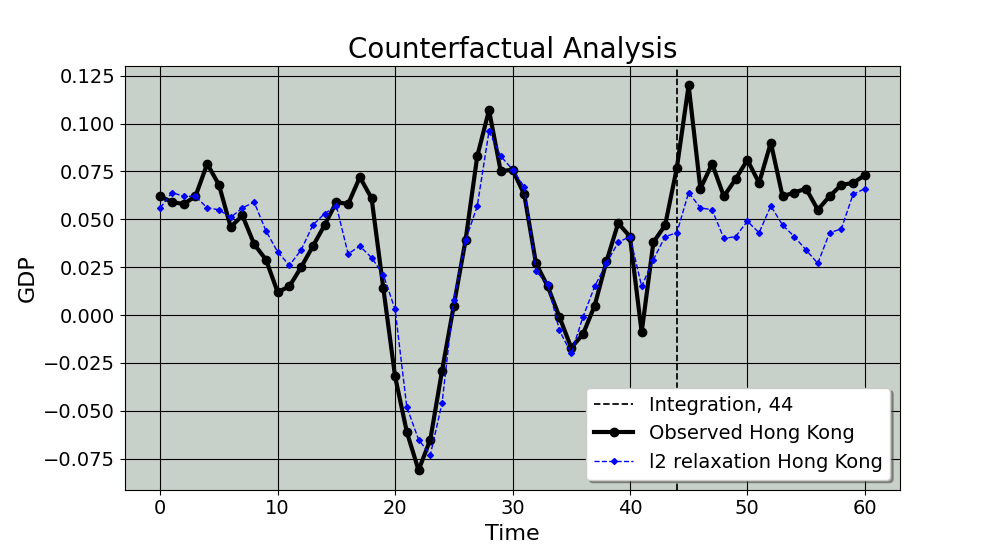 Counterfactual Analysis
0.125
0.100
0.075
0.050
0.025
0.000
−0.025
−0.050
−0.075
GDP
0 10 20 30 40 50 60
Time
Integration, 44
Observed Hong Kong
l2 relaxation Hong Kong